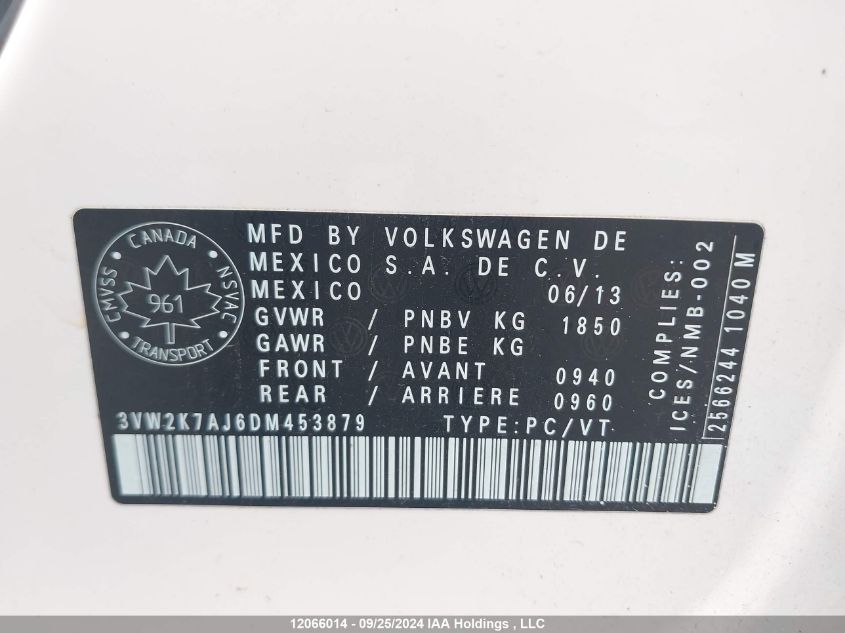 CANADA
CMVSS
NSVAC
961
TRANSPORT
MFD BY VOLKSWAGEN DE
MEXICO S.A. DE C.V.
MEXICO 06/13
GVWR / PNBV KG 1850
GAWR / PNBE KG
FRONT / AVANT 0940
REAR / ARRIERE 0960
3VW2K7AJ6DM453879 TYPE:PC/VT
COMPLIES:
ICES/NMB-002
2566244 1040 M
12066014 - 09/25/2024 IAA Holdings , LLC